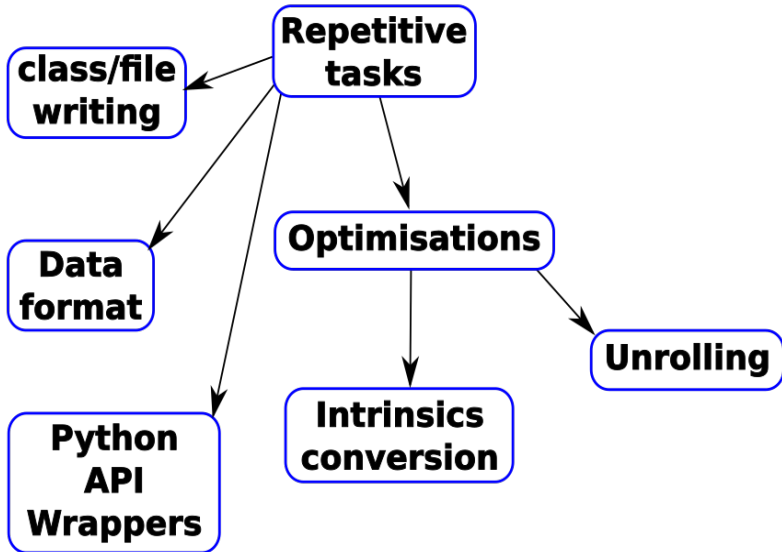 Repetitive
tasks
class/file
writing
Optimisations
Data
format
Unrolling
Intrinsics
conversion
Python
API
Wrappers